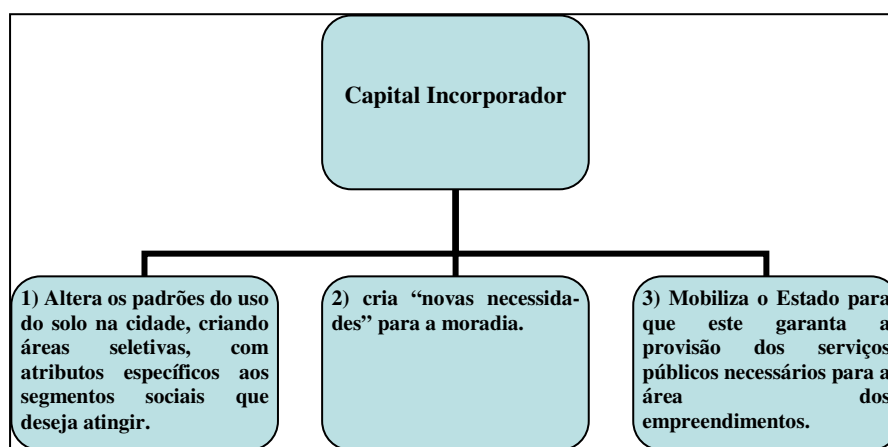 Capital Incorporador
1) Altera os padrões do uso
do solo na cidade, criando
áreas seletivas, com
atributos específicos aos
segmentos sociais que
deseja atingir.
2) cria “novas necessida-
des” para a moradia.
3) Mobiliza o Estado para
que este garanta a
provisão dos serviços
públicos necessários para a
área dos
empreendimentos.